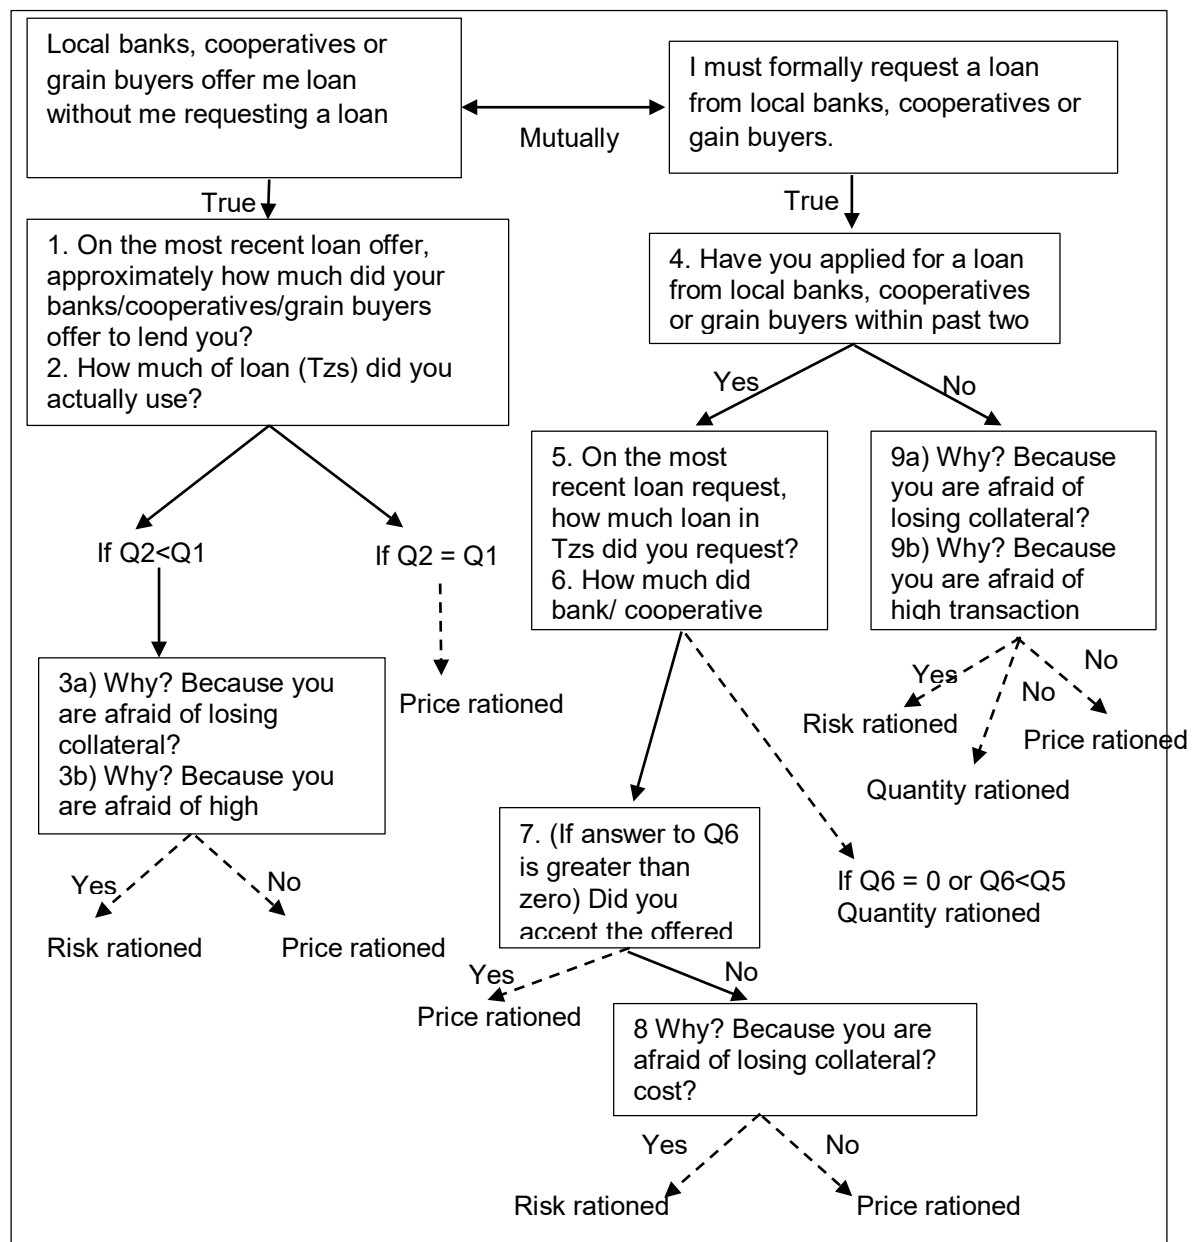 Local banks, cooperatives or
grain buyers offer me loan
without me requesting a loan
I must formally request a loan
from local banks, cooperatives or
gain buyers.
Mutually
True
True
1. On the most recent loan offer,
approximately how much did your
banks/cooperatives/grain buyers
offer to lend you?
2. How much of loan (Tzs) did you
actually use?
4. Have you applied for a loan
from local banks, cooperatives
or grain buyers within past two
Yes
No
5. On the most
recent loan request,
how much loan in
Tzs did you request?
6. How much did
bank/ cooperative
9a) Why? Because
you are afraid of
losing collateral?
9b) Why? Because
you are afraid of
high transaction
If Q2<Q1
If Q2 = Q1
3a) Why? Because you
are afraid of losing
collateral?
3b) Why? Because you
are afraid of high
Price rationed
Yes
No
No
Risk rationed
Price rationed
Quantity rationed
7. (If answer to Q6
is greater than
zero) Did you
accept the offered
If Q6 = 0 or Q6<Q5
Quantity rationed
Yes
No
Risk rationed
Price rationed
Yes
No
Price rationed
8 Why? Because you are
afraid of losing collateral?
cost?
Yes
No
Risk rationed
Price rationed